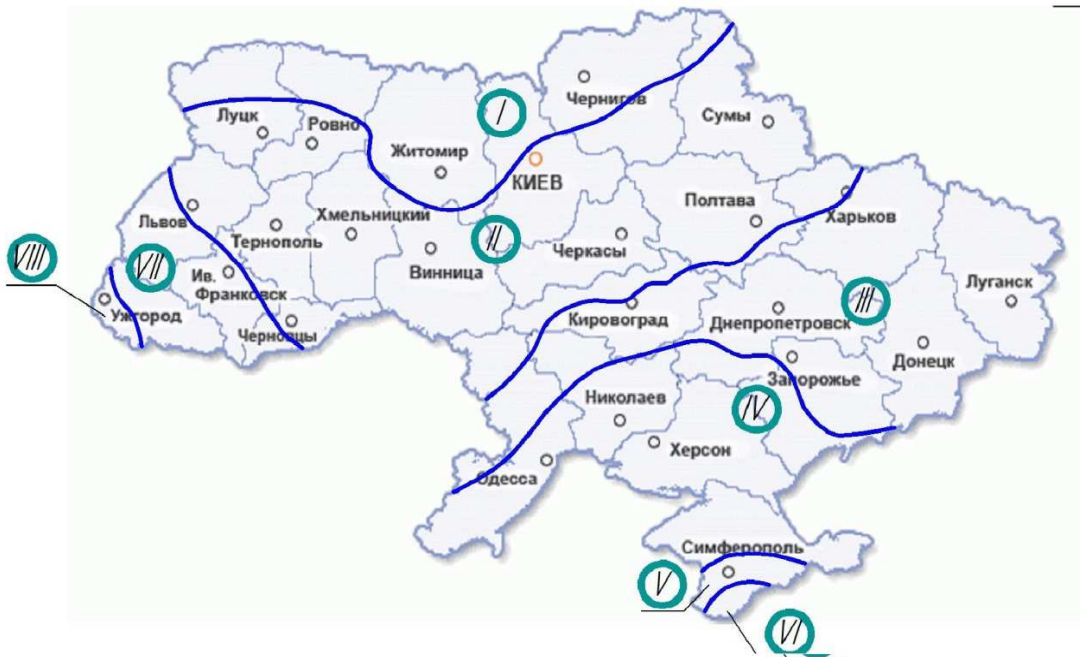 I
Чернигов
Луцк
Ровно
Сумы
Житомир
КИЕВ
Львов
Хмельницкий
Тернополь
Полтава
Харьков
II
Винница
Черкасы
VIII
VII
Ив.
Франковск
Ужгород
Черновцы
Кировоград
Днепропетровск
III
Луганск
Донецк
Запорожье
Николаев
IV
Херсон
Одесса
Симферополь
V
VI